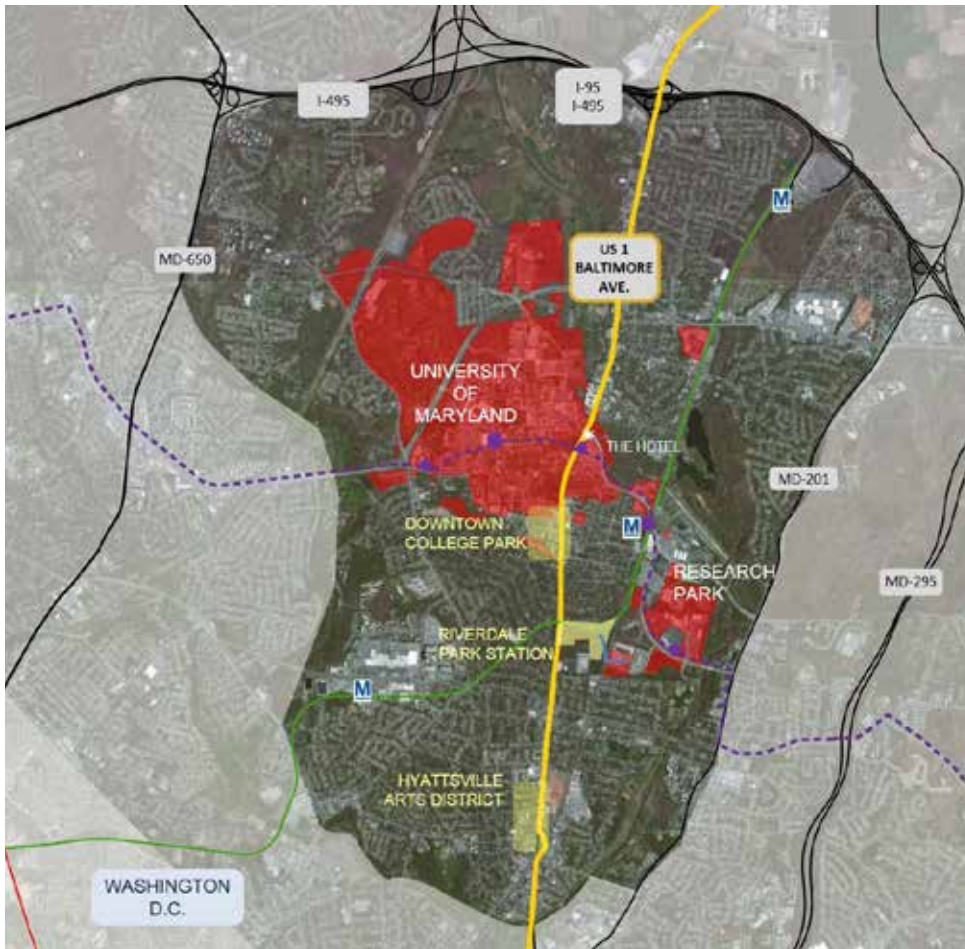 I-495
I-95
I-495
M
MD-650
US 1
BALTIMORE
AVE.
UNIVERSITY
OF
MARYLAND
THE HOTEL
MD-201
DOWNTOWN
COLLEGE PARK
M
RESEARCH
PARK
MD-295
RIVERDALE
PARK STATION
M
HYATTSVILLE
ARTS DISTRICT
WASHINGTON
D.C.